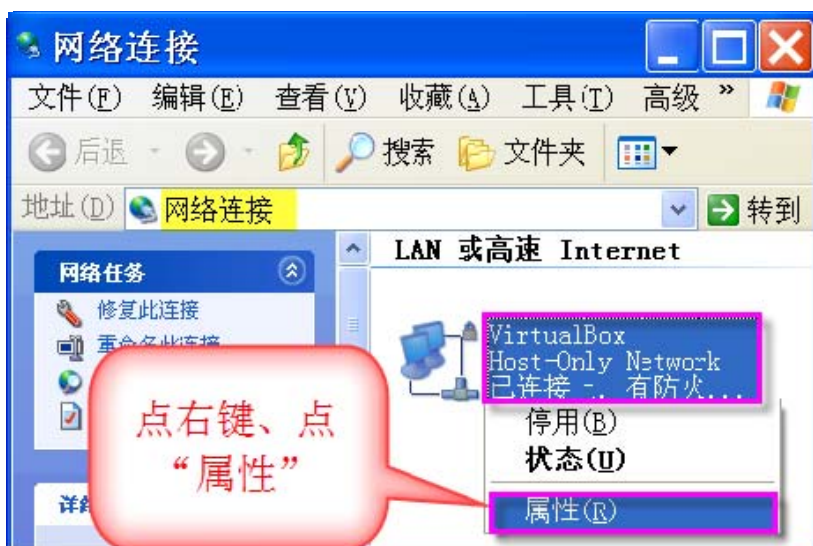 网络连接
文件(F) 编辑(E) 查看(V) 收藏(A) 工具(T) 高级 »
后退 搜索 文件夹
地址(D) 网络连接 转到
LAN 或高速 Internet
网络任务
修复此连接
VirtualBox
Host-Only Network
已连接 有防火...
点右键、点
“属性”
停用(B)
状态(U)
属性(R)